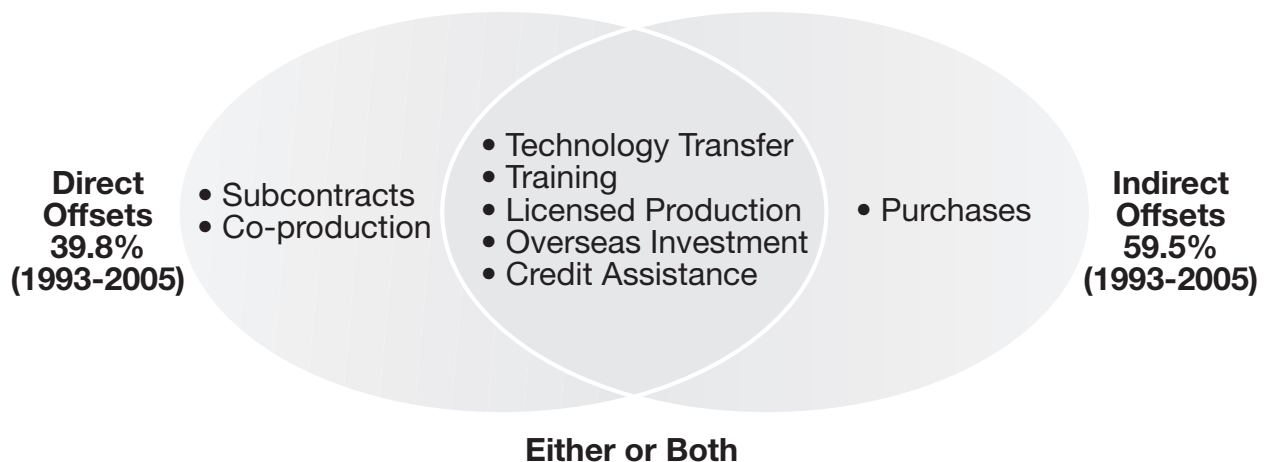 Direct
Offsets
39.8%
(1993-2005)
• Subcontracts
• Co-production
• Technology Transfer
• Training
• Licensed Production
• Overseas Investment
• Credit Assistance
• Purchases
Indirect
Offsets
59.5%
(1993-2005)
Either or Both